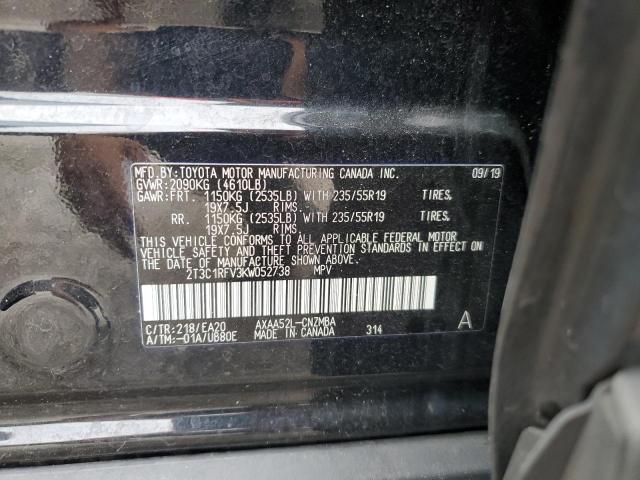 MFD.BY:TOYOTA MOTOR MANUFACTURING CANADA INC. 09/19
GVWR:2090KG (4610LB)
GAWR:FRT. 1150KG (2535LB) WITH 235/55R19 TIRES,
19X7.5J RIMS.
RR. 1150KG (2535LB) WITH 235/55R19 TIRES,
19X7.5J RIMS.
THIS VEHICLE CONFORMS TO ALL APPLICABLE FEDERAL MOTOR
VEHICLE SAFETY AND THEFT PREVENTION STANDARDS IN EFFECT ON
THE DATE OF MANUFACTURE SHOWN ABOVE.
2T3C1RFV3KW052738 MPV
C/TR:218/EA20 AXAA52L-CNZMBA A
A/TM:-01A/U880E MADE IN CANADA 314